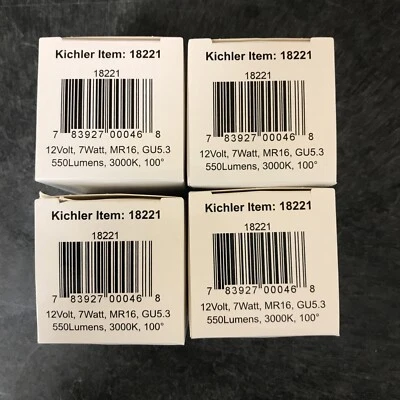 Kichler Item: 18221
18221
7 83927 00046 8
12Volt, 7Watt, MR16, GU5.3
550Lumens, 3000K, 100°
Kichler Item: 18221
18221
7 83927 00046 8
12Volt, 7Watt, MR16, GU5.3
550Lumens, 3000K, 100°
Kichler Item: 18221
18221
7 83927 00046 8
12Volt, 7Watt, MR16, GU5.3
550Lumens, 3000K, 100°
Kichler Item: 18221
18221
7 83927 00046 8
12Volt, 7Watt, MR16, GU5.3
550Lumens, 3000K, 100°